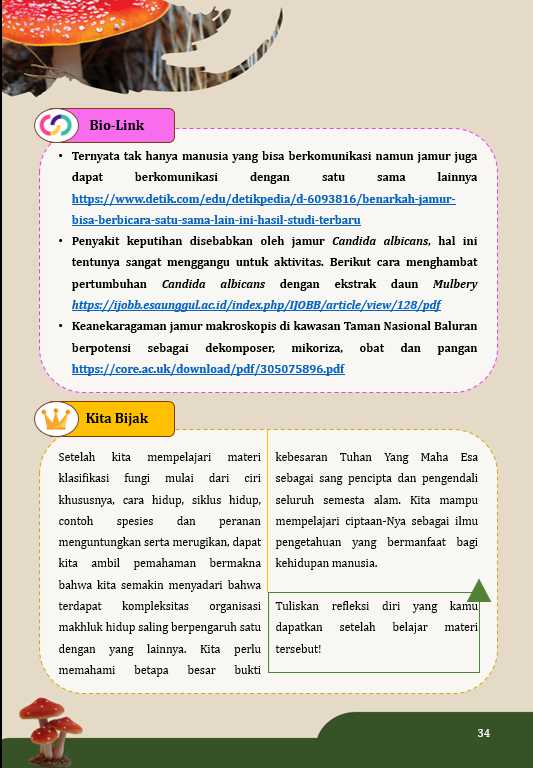 Bio-Link
• Ternyata tak hanya manusia yang bisa berkomunikasi namun jamur juga
dapat berkomunikasi dengan satu sama lainnya
https://www.detik.com/edu/detikpedia/d-6093816/benarkah-jamur-
bisa-berbicara-satu-sama-lain-ini-hasil-studi-terbaru
• Penyakit keputihan disebabkan oleh jamur Candida albicans, hal ini
tentunya sangat menggangu untuk aktivitas. Berikut cara menghambat
pertumbuhan Candida albicans dengan ekstrak daun Mulbery
https://ijobb.esaunggul.ac.id/index.php/IJOBB/article/view/128/pdf
• Keanekaragaman jamur makroskopis di kawasan Taman Nasional Baluran
berpotensi sebagai dekomposer, mikoriza, obat dan pangan
https://core.ac.uk/download/pdf/305075896.pdf
Kita Bijak
Setelah kita mempelajari materi
klasifikasi fungi mulai dari ciri
khususnya, cara hidup, siklus hidup,
contoh spesies dan peranan
menguntungkan serta merugikan, dapat
kita ambil pemahaman bermakna
bahwa kita semakin menyadari bahwa
terdapat kompleksitas organisasi
makhluk hidup saling berpengaruh satu
dengan yang lainnya. Kita perlu
memahami betapa besar bukti
kebesaran Tuhan Yang Maha Esa
sebagai sang pencipta dan pengendali
seluruh semesta alam. Kita mampu
mempelajari ciptaan-Nya sebagai ilmu
pengetahuan yang bermanfaat bagi
kehidupan manusia.
Tuliskan refleksi diri yang kamu
dapatkan setelah belajar materi
tersebut!
34